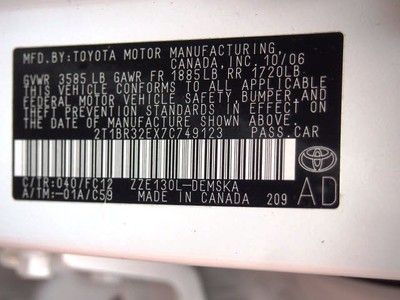 MFD.BY:TOYOTA MOTOR MANUFACTURING,
CANADA, INC. 10/06
GVWR 3585 LB GAWR FR 1885LB RR 1720LB
THIS VEHICLE CONFORMS TO ALL APPLICABLE
FEDERAL MOTOR VEHICLE SAFETY, BUMPER,AND
THEFT PREVENTION STANDARDS IN EFFECT ON
THE DATE OF MANUFACTURE SHOWN ABOVE.
2T1BR32EX7C749123 PASS.CAR
C/TR:040/FC12 ZZE130L-DEMSKA
A/TM:-01A/C59 MADE IN CANADA 209
AD